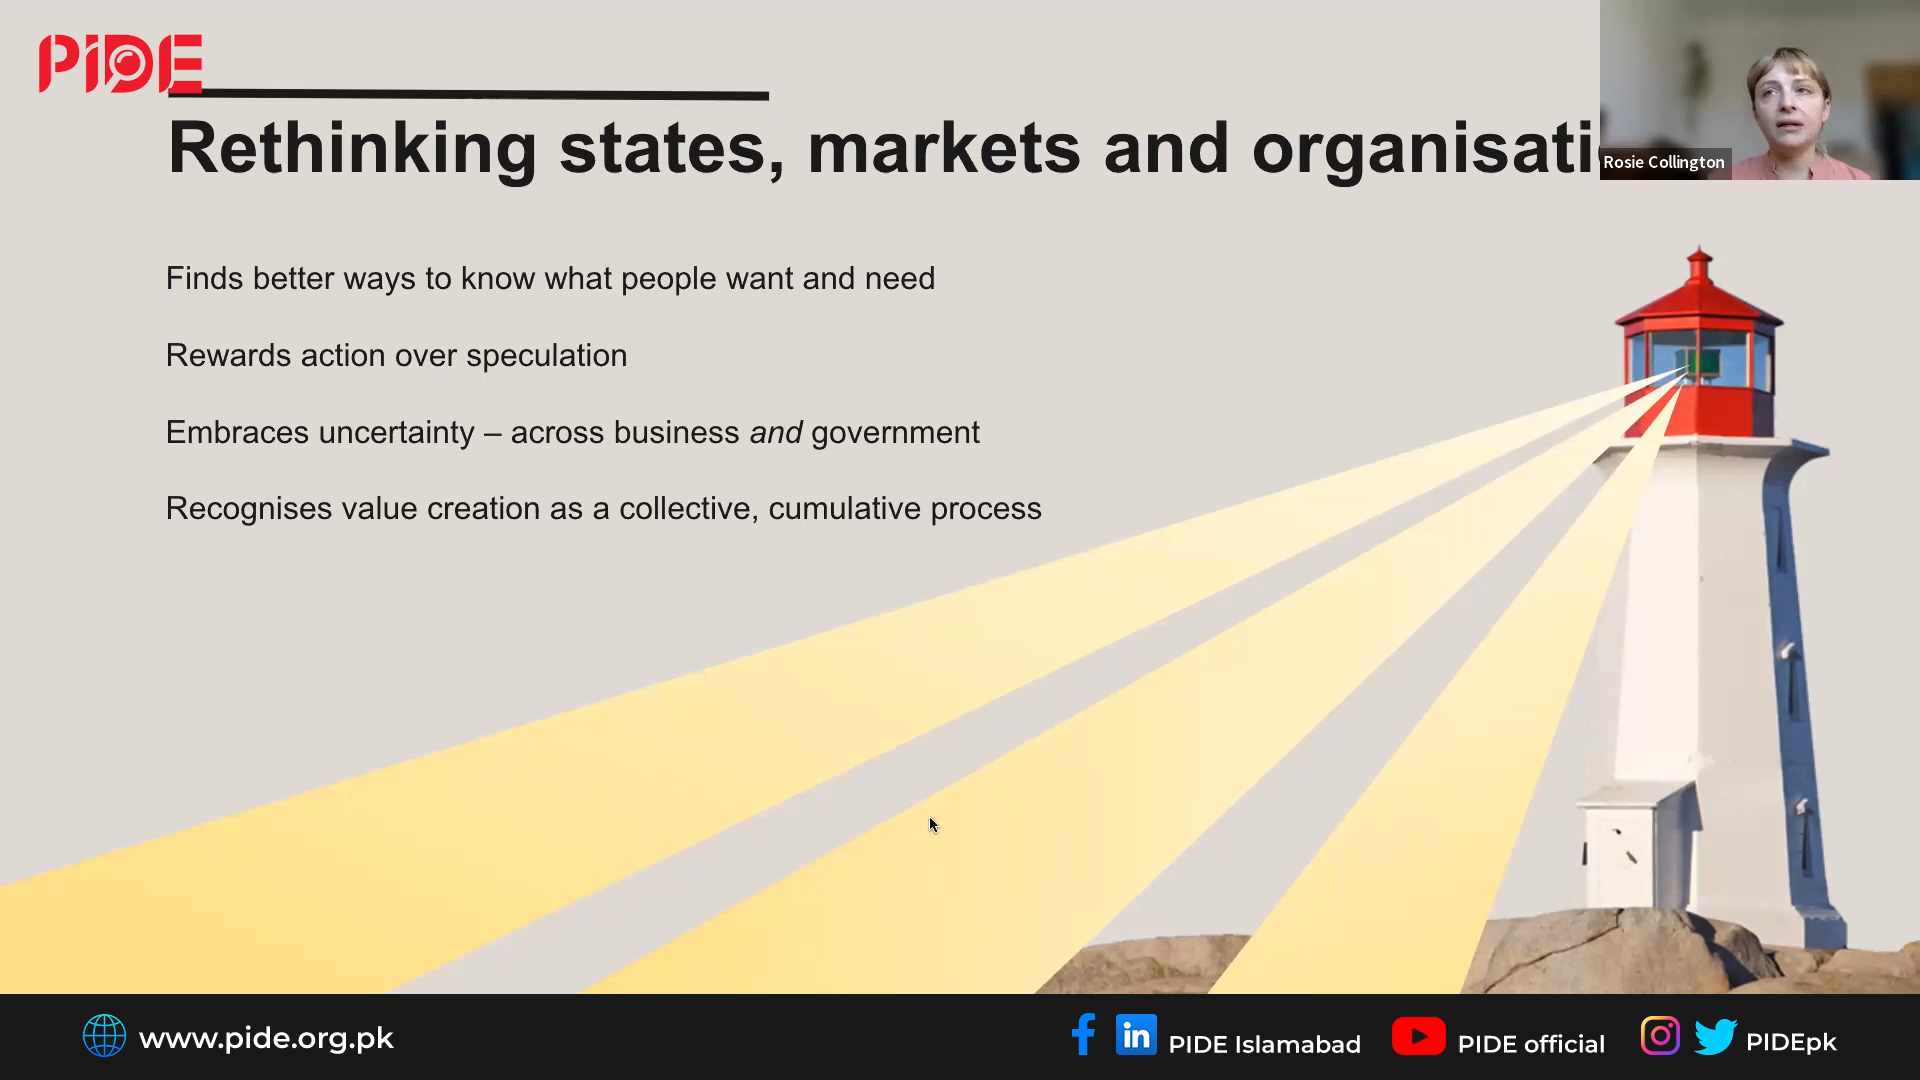 PIDE
Rethinking states, markets and organisati
Rosie Collington
Finds better ways to know what people want and need
Rewards action over speculation
Embraces uncertainty – across business and government
Recognises value creation as a collective, cumulative process
www.pide.org.pk
PIDE Islamabad
PIDE official
PIDEpk